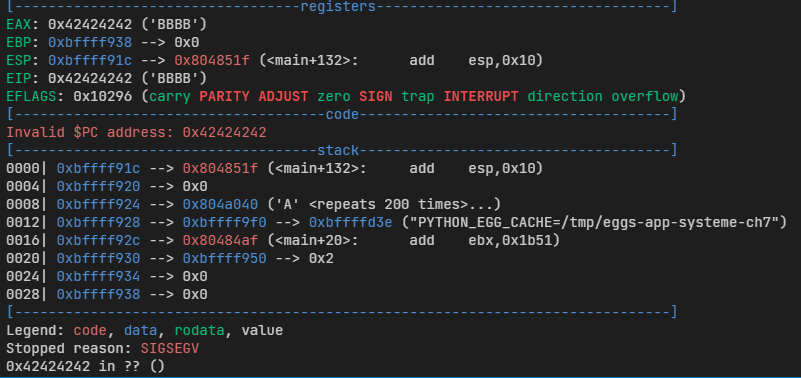 [----------------------------------registers-----------------------------------]
EAX: 0x42424242 ('BBBB')
EBP: 0xbffff938 --> 0x0
ESP: 0xbffff91c --> 0x804851f (<main+132>:	add    esp,0x10)
EIP: 0x42424242 ('BBBB')
EFLAGS: 0x10296 (carry PARITY ADJUST zero SIGN trap INTERRUPT direction overflow)
[-------------------------------------code-------------------------------------]
Invalid $PC address: 0x42424242
[------------------------------------stack-------------------------------------]
0000| 0xbffff91c --> 0x804851f (<main+132>:	add    esp,0x10)
0004| 0xbffff920 --> 0x0
0008| 0xbffff924 --> 0x804a040 ('A' <repeats 200 times>...)
0012| 0xbffff928 --> 0xbffff9f0 --> 0xbffffd3e ("PYTHON_EGG_CACHE=/tmp/eggs-app-systeme-ch7")
0016| 0xbffff92c --> 0x80484af (<main+20>:	add    ebx,0x1b51)
0020| 0xbffff930 --> 0xbffff950 --> 0x2
0024| 0xbffff934 --> 0x0
0028| 0xbffff938 --> 0x0
[------------------------------------------------------------------------------]
Legend: code, data, rodata, value
Stopped reason: SIGSEGV
0x42424242 in ?? ()